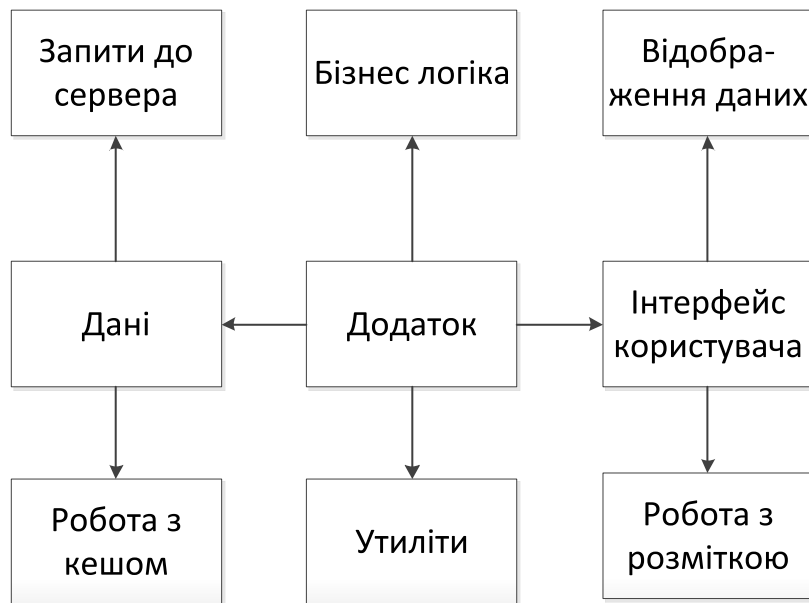 Запити до
сервера
Бізнес логіка
Відобра-
ження даних
Дані
Додаток
Інтерфейс
користувача
Робота з
кешом
Утиліти
Робота з
розміткою